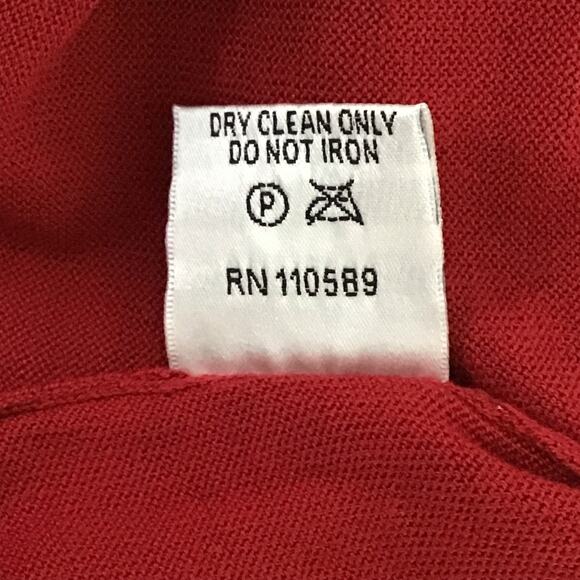 DRY CLEAN ONLY
DO NOT IRON
P
RN 110589